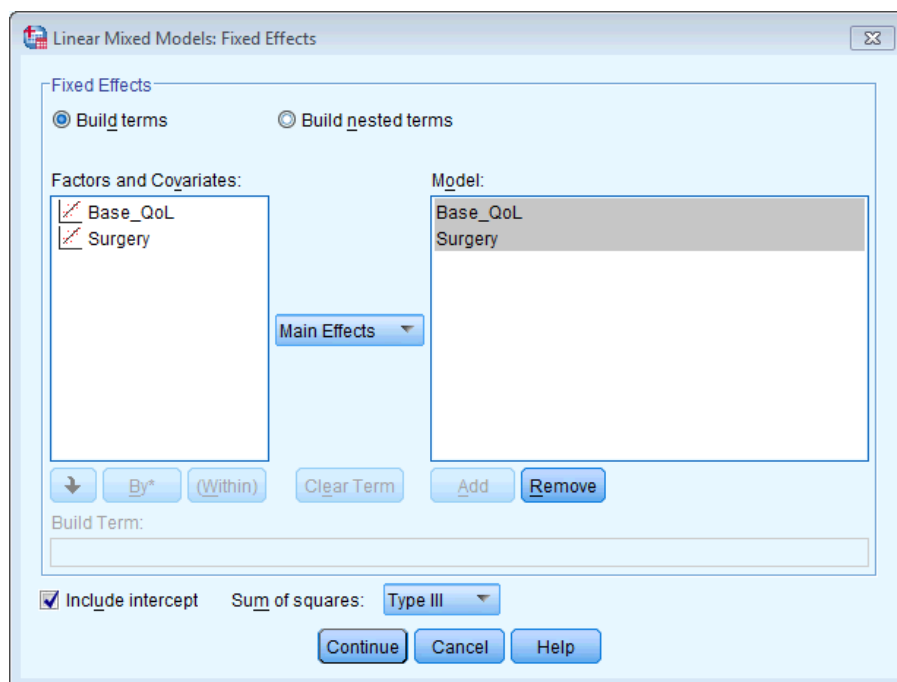 Linear Mixed Models: Fixed Effects
Fixed Effects
Build terms
Build nested terms
Factors and Covariates:
Base_QoL
Surgery
Main Effects
Model:
Base_QoL
Surgery
By*
(Within)
Clear Term
Add
Remove
Build Term:
Include intercept
Sum of squares:
Type III
Continue
Cancel
Help